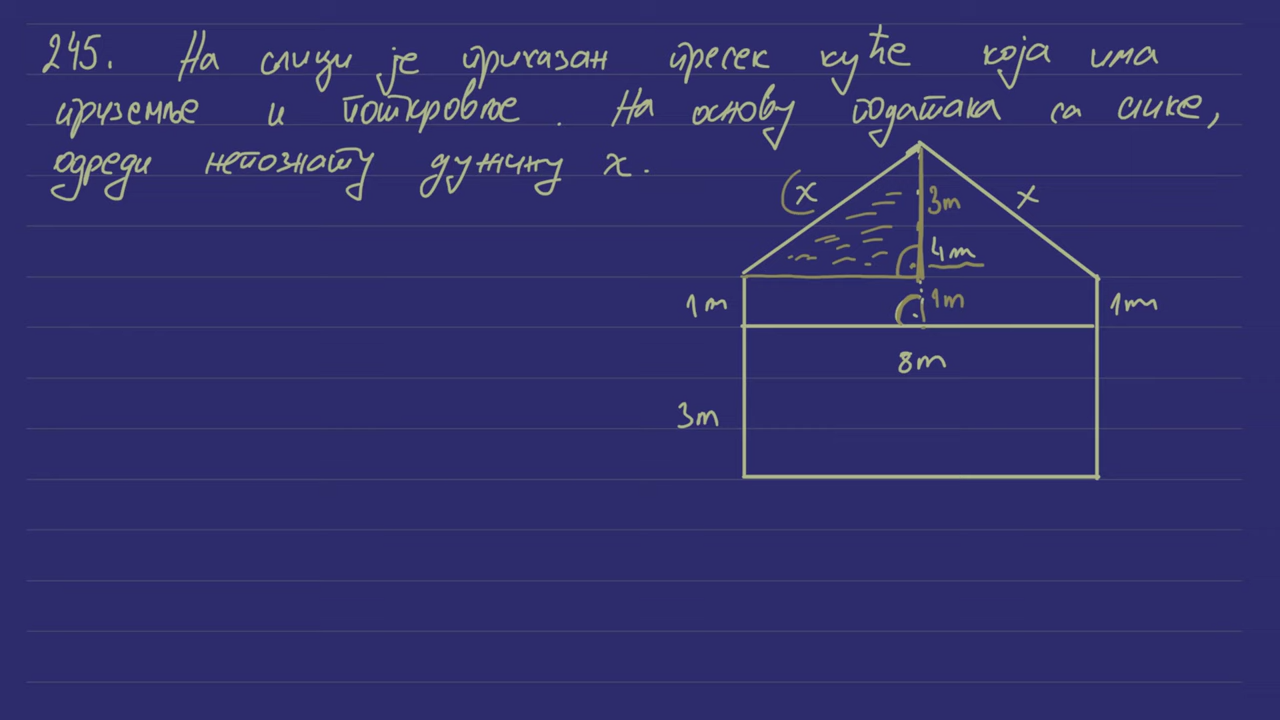 245. На слици је приказан пресек куће која има
приземље и поткровље. На основу података са слике,
одреди непознату дужину x.
x
3m
x
4m
1m
1m
1m
8m
3m